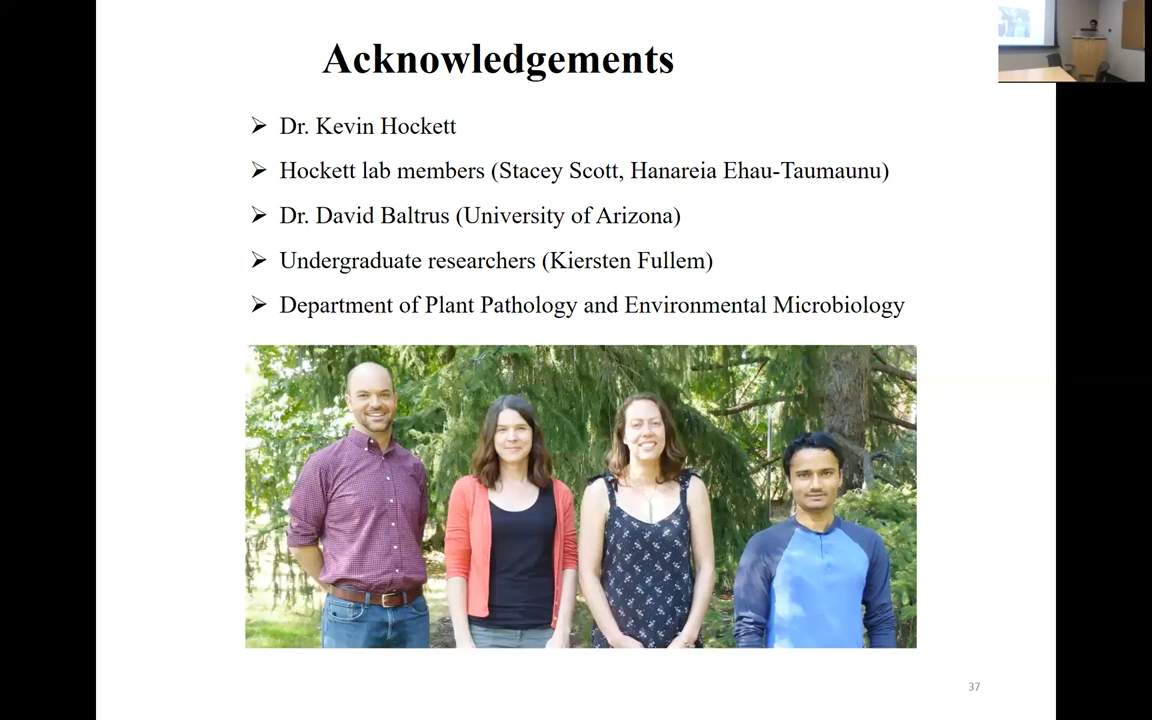 Acknowledgements
➢ Dr. Kevin Hockett
➢ Hockett lab members (Stacey Scott, Hanareia Ehau-Taumaunu)
➢ Dr. David Baltrus (University of Arizona)
➢ Undergraduate researchers (Kiersten Fullem)
➢ Department of Plant Pathology and Environmental Microbiology
37